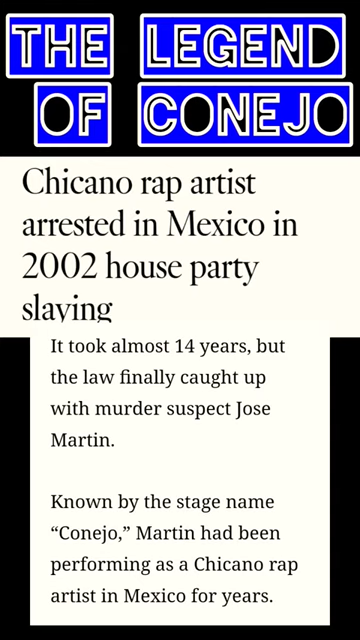 THE LEGEND
OF CONEJO
Chicano rap artist
arrested in Mexico in
2002 house party
slaying
It took almost 14 years, but
the law finally caught up
with murder suspect Jose
Martin.
Known by the stage name
“Conejo,” Martin had been
performing as a Chicano rap
artist in Mexico for years.